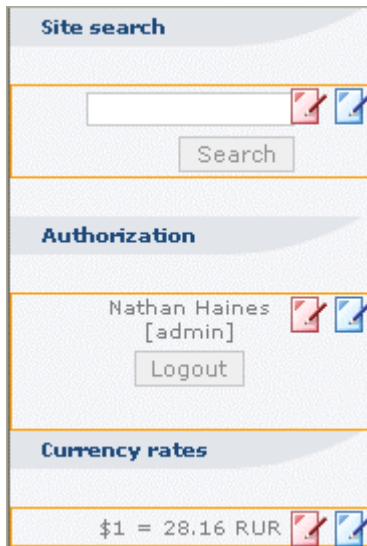 Site search
Search
Authorization
Nathan Haines
[admin]
Logout
Currency rates
$1 = 28.16 RUR